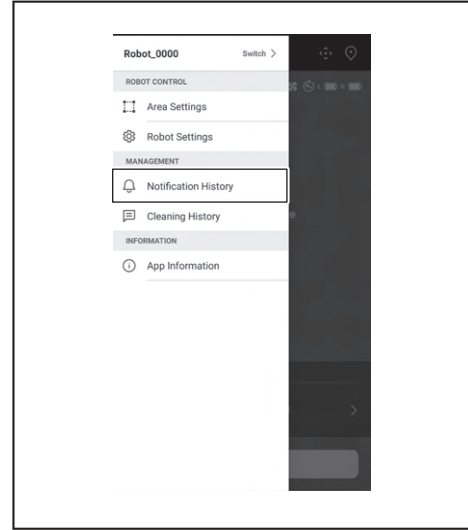 Robot_0000 Switch >
ROBOT CONTROL
Area Settings
Robot Settings
MANAGEMENT
Notification History
Cleaning History
INFORMATION
App Information